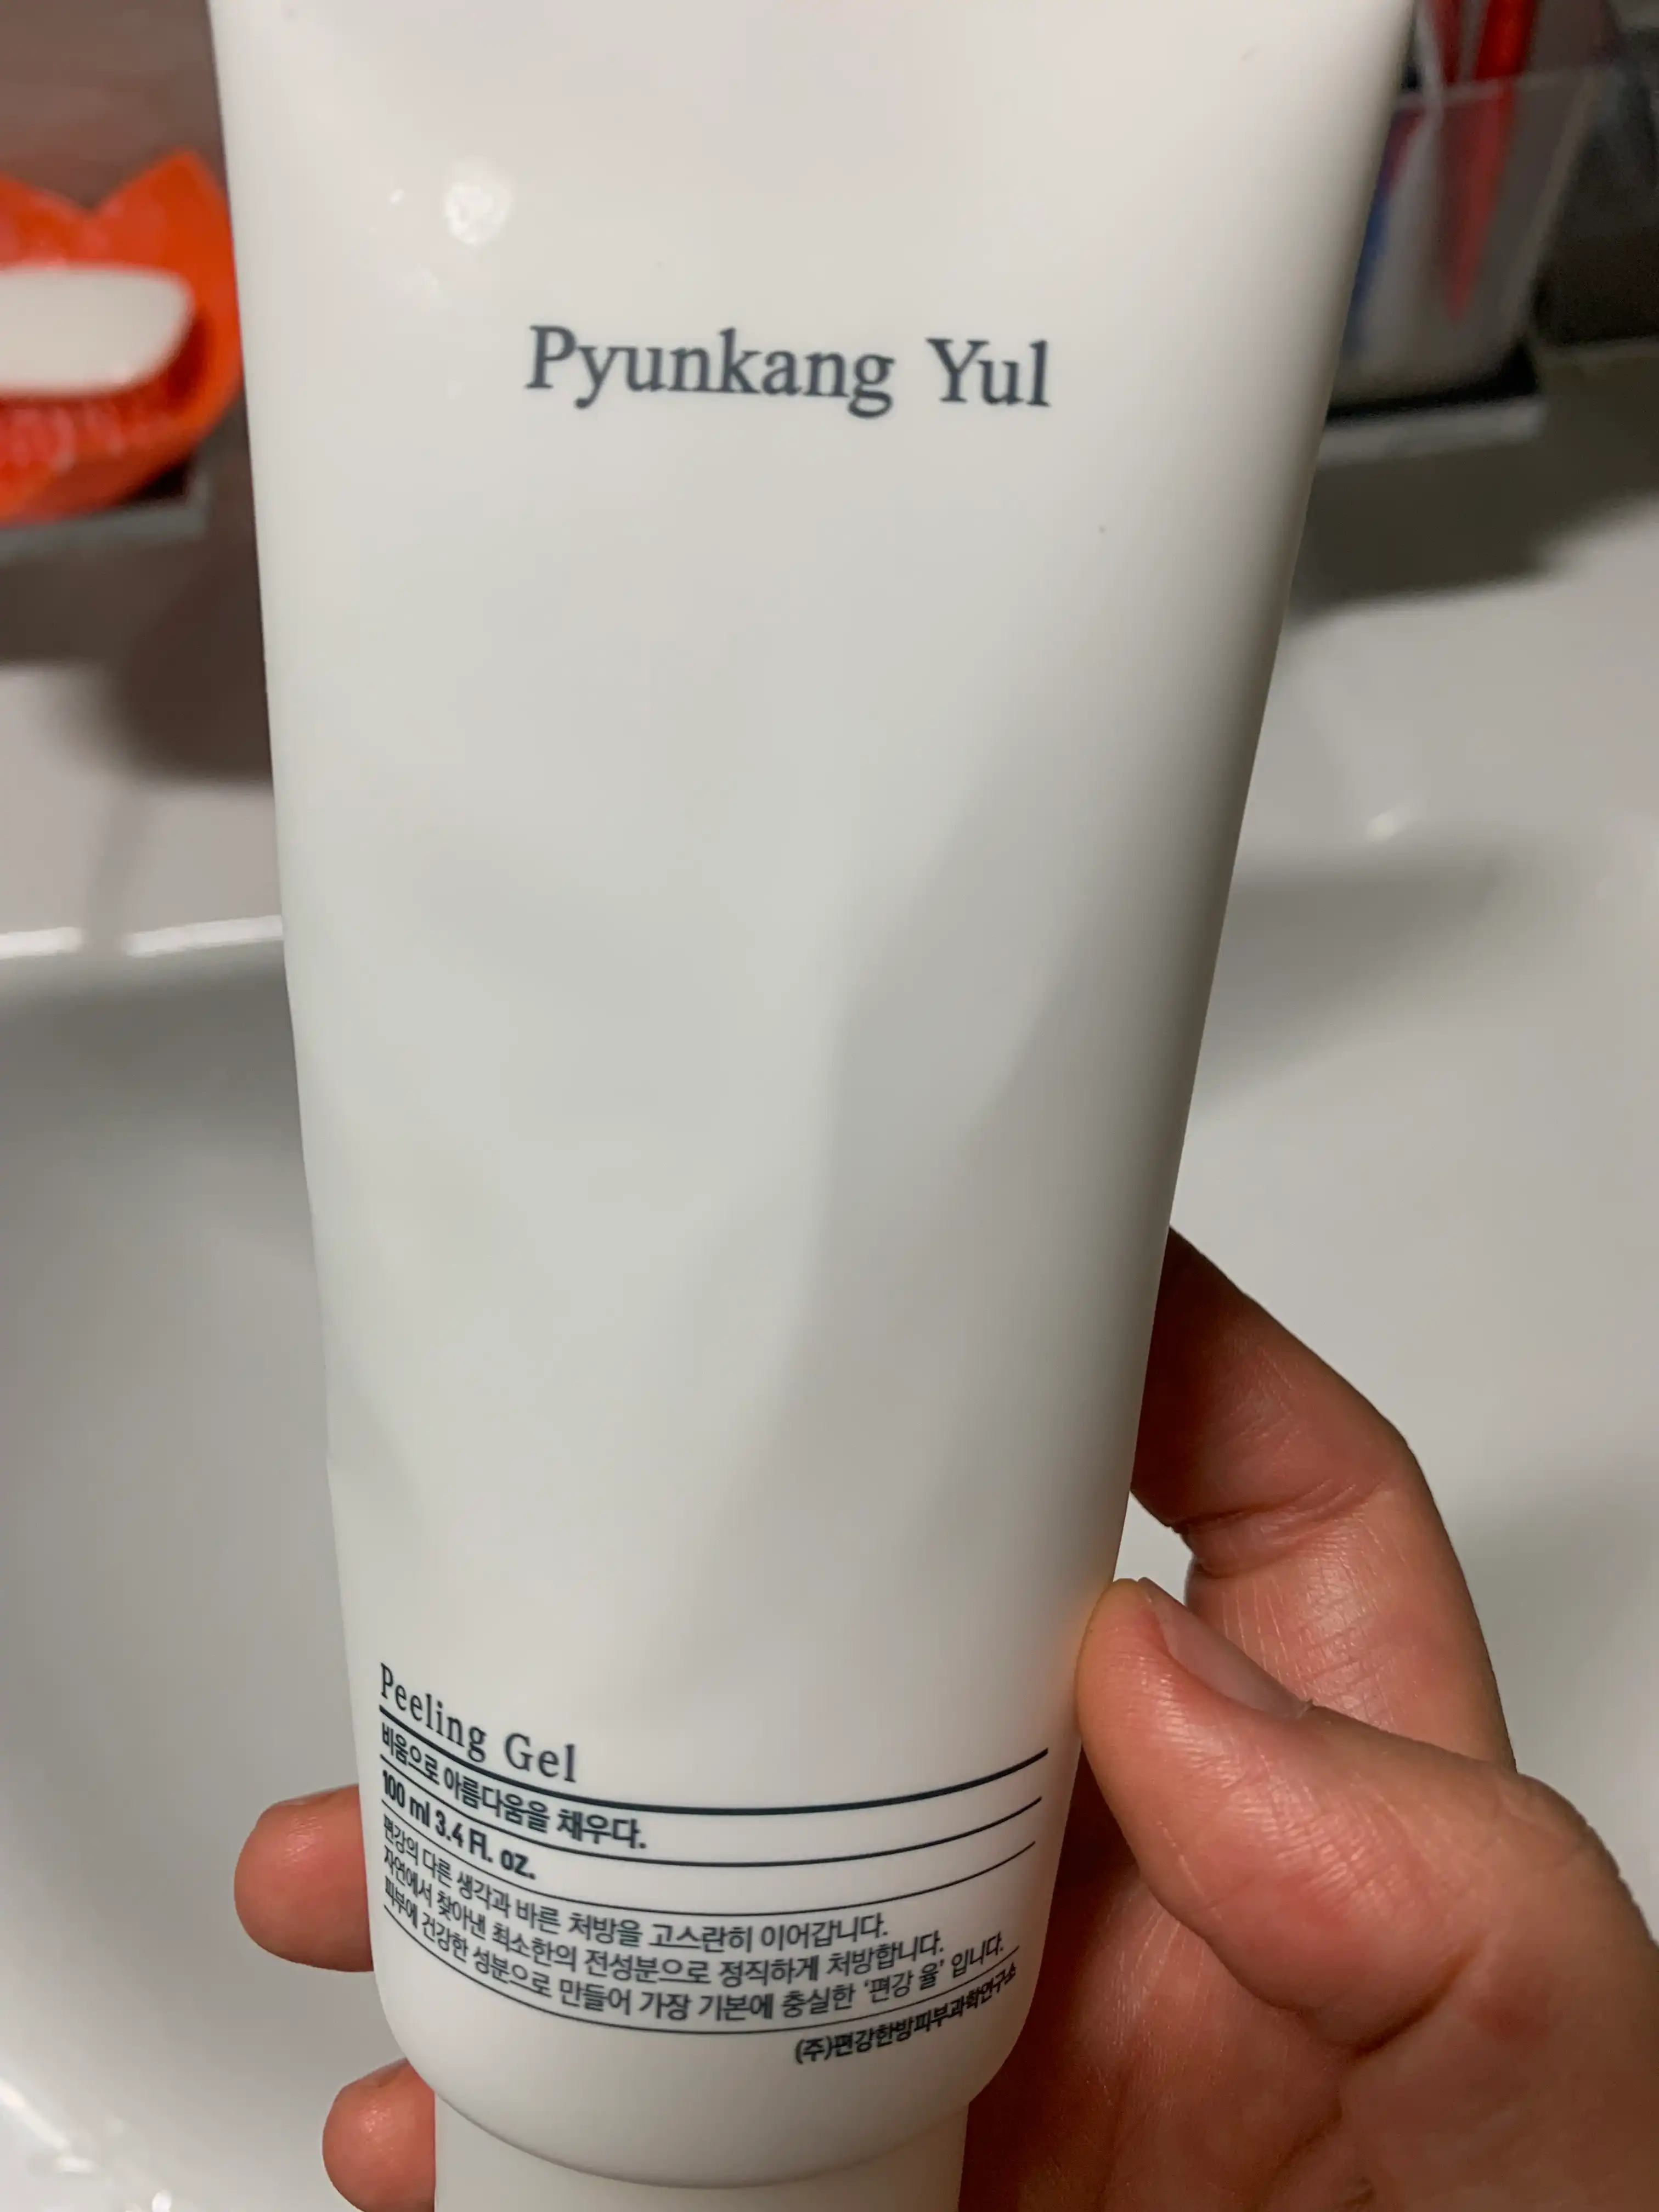 Pyunkang Yul
Peeling Gel
비움으로 아름다움을 채우다.
100 ml 3.4 Fl. oz.
편강의 다른 생각과 바른 처방을 고스란히 이어갑니다.
자연에서 찾아낸 최소한의 전성분으로 정직하게 처방합니다.
피부에 건강한 성분으로 만들어 가장 기본에 충실한 ‘편강 율’ 입니다.
(주)편강한방피부과학연구소